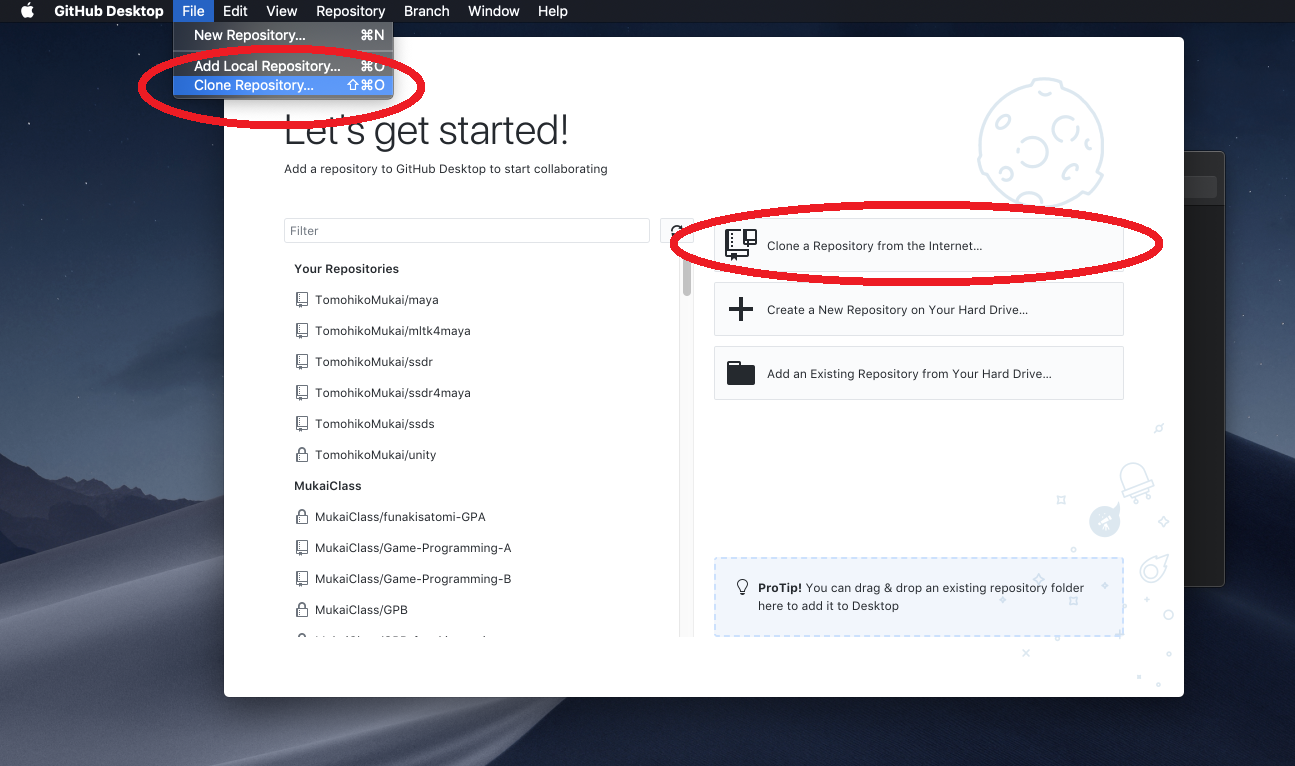 GitHub Desktop File Edit View Repository Branch Window Help
New Repository... ⌘N
Add Local Repository... ⌘O
Clone Repository... ⇧⌘O
Let's get started!
Add a repository to GitHub Desktop to start collaborating
Filter
Your Repositories
TomohikoMukai/maya
TomohikoMukai/mltk4maya
TomohikoMukai/ssdr
TomohikoMukai/ssdr4maya
TomohikoMukai/ssds
TomohikoMukai/unity
MukaiClass
MukaiClass/funakisatomi-GPA
MukaiClass/Game-Programming-A
MukaiClass/Game-Programming-B
MukaiClass/GPB
Clone a Repository from the Internet...
Create a New Repository on Your Hard Drive...
Add an Existing Repository from Your Hard Drive...
ProTip! You can drag & drop an existing repository folder
here to add it to Desktop